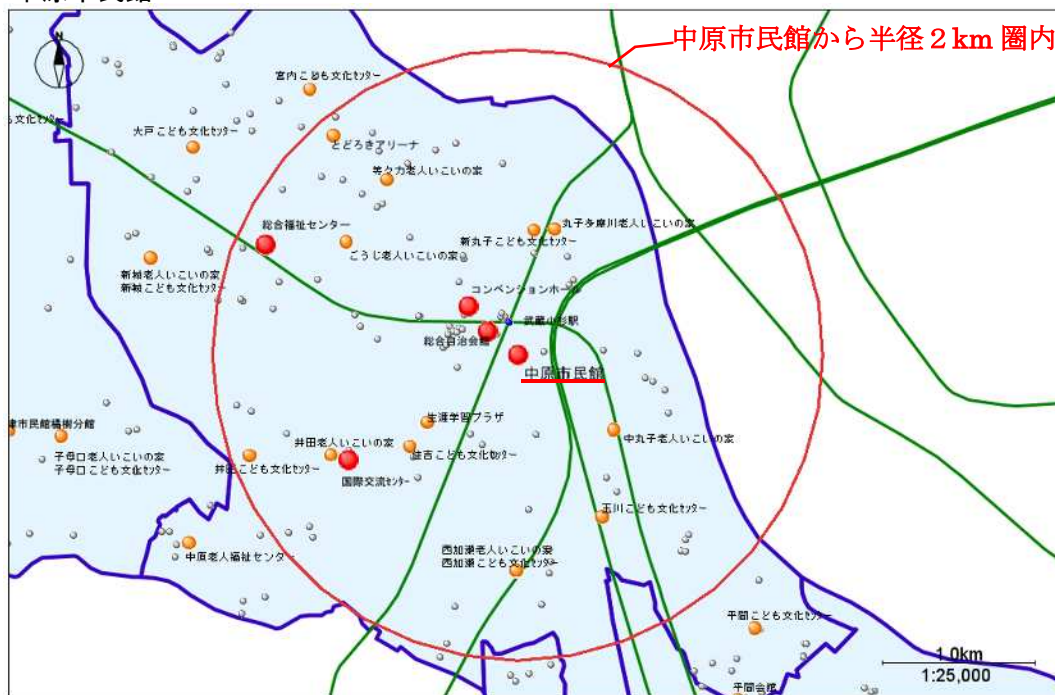 中原市民館から半径２km 圏内
N
宮内こども文化ｾﾝﾀｰ
大戸こども文化ｾﾝﾀｰ
とどろきアリーナ
等々力老人いこいの家
総合福祉センター
丸子多摩川老人いこいの家
新丸子こども文化ｾﾝﾀｰ
ごうじ老人いこいの家
新城老人いこいの家
新城こども文化ｾﾝﾀｰ
コンベンションホール
武蔵小杉駅
総合自治会館
中原市民館
生涯学習プラザ
中丸子老人いこいの家
津市民館橘樹分館
井田老人いこいの家
子母口老人いこいの家
子母口こども文化ｾﾝﾀｰ
井田こども文化ｾﾝﾀｰ
住吉こども文化ｾﾝﾀｰ
国際交流ｾﾝﾀｰ
玉川こども文化ｾﾝﾀｰ
中原老人福祉センター
西加瀬老人いこいの家
西加瀬こども文化ｾﾝﾀｰ
平間こども文化ｾﾝﾀｰ
1.0km
1:25,000
平間会館